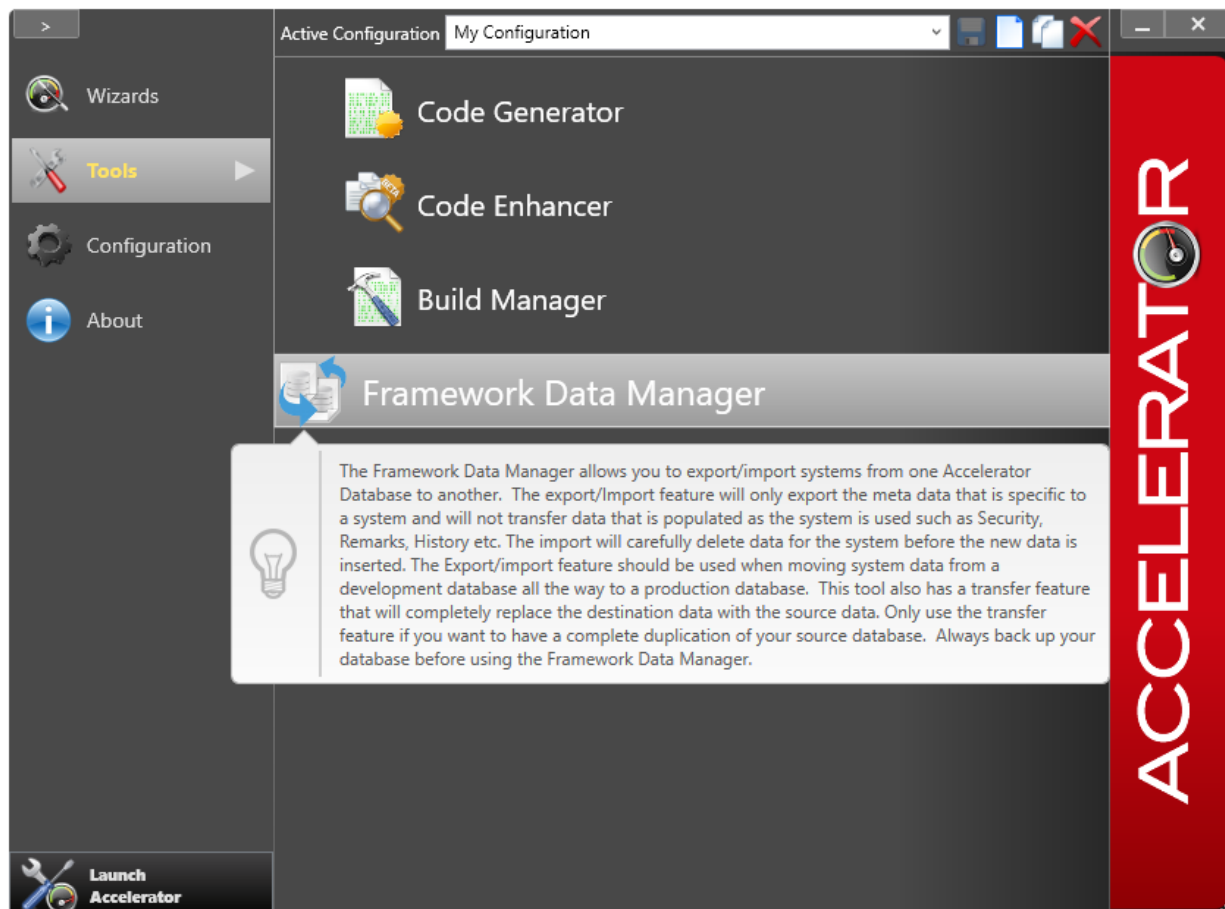 >
Active Configuration My Configuration
Wizards
Tools
Configuration
About
Code Generator
Code Enhancer
BETA
Build Manager
Framework Data Manager
The Framework Data Manager allows you to export/import systems from one Accelerator
Database to another. The export/Import feature will only export the meta data that is specific to
a system and will not transfer data that is populated as the system is used such as Security,
Remarks, History etc. The import will carefully delete data for the system before the new data is
inserted. The Export/import feature should be used when moving system data from a
development database all the way to a production database. This tool also has a transfer feature
that will completely replace the destination data with the source data. Only use the transfer
feature if you want to have a complete duplication of your source database. Always back up your
database before using the Framework Data Manager.
Launch
Accelerator
ACCELERATOR